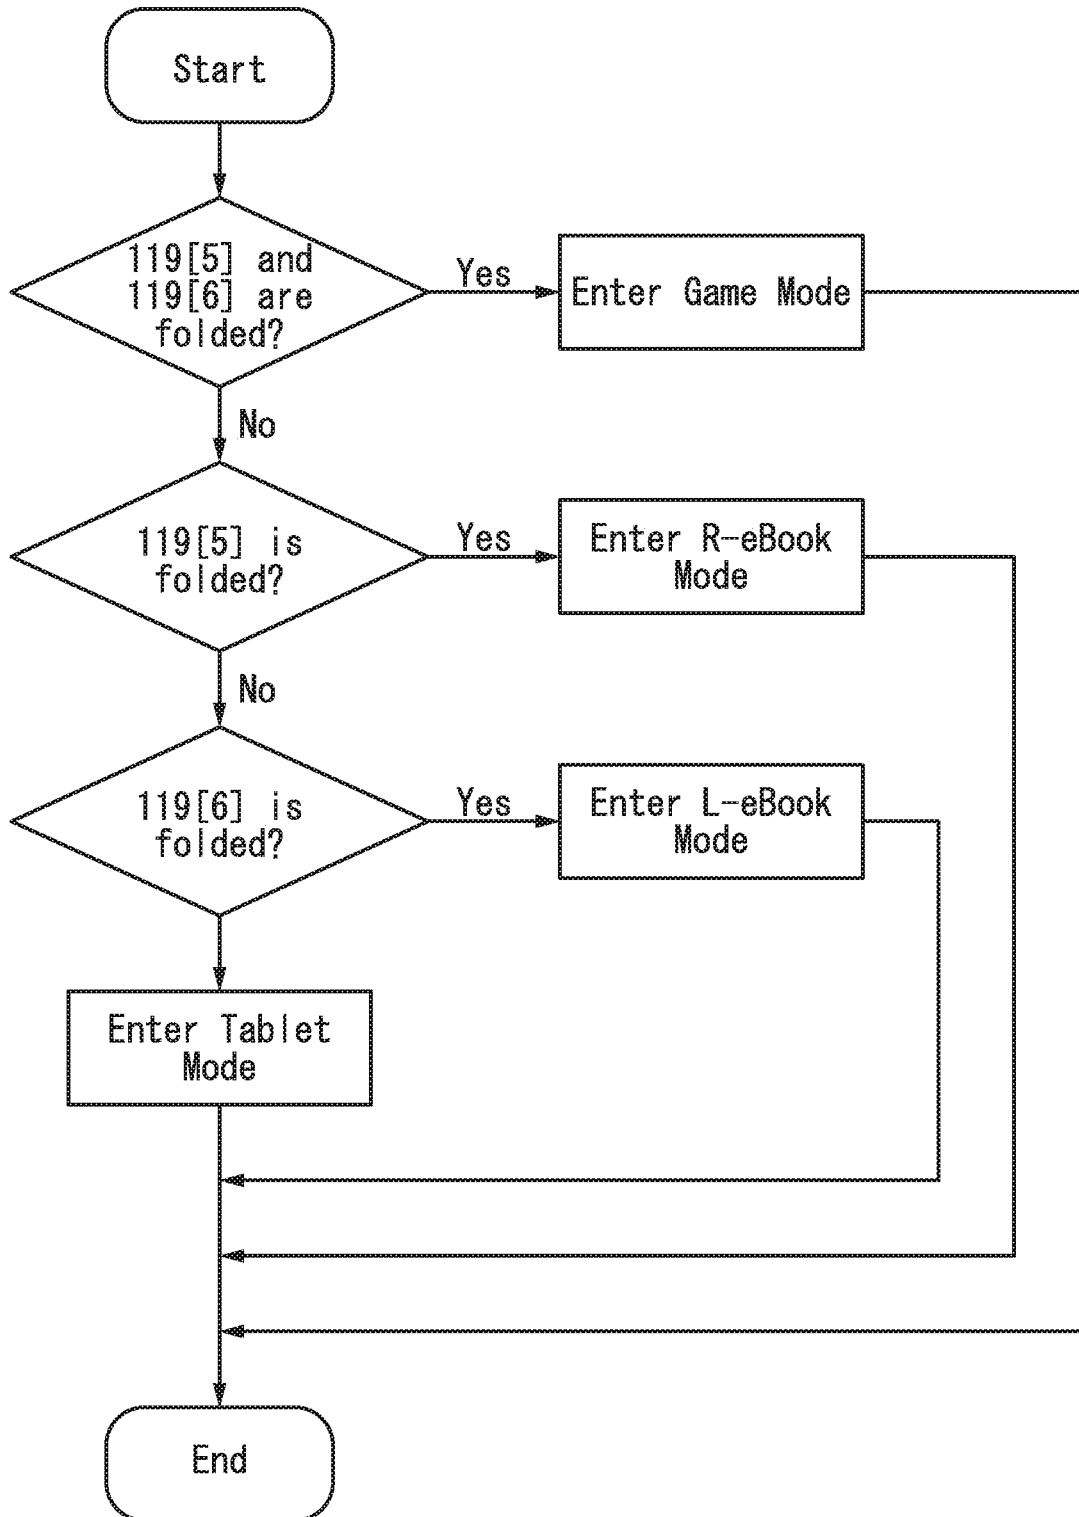 Start
119[5] and
119[6] are
folded?
Yes
Enter Game Mode
No
119[5] is
folded?
Yes
Enter R-eBook
Mode
No
119[6] is
folded?
Yes
Enter L-eBook
Mode
Enter Tablet
Mode
End